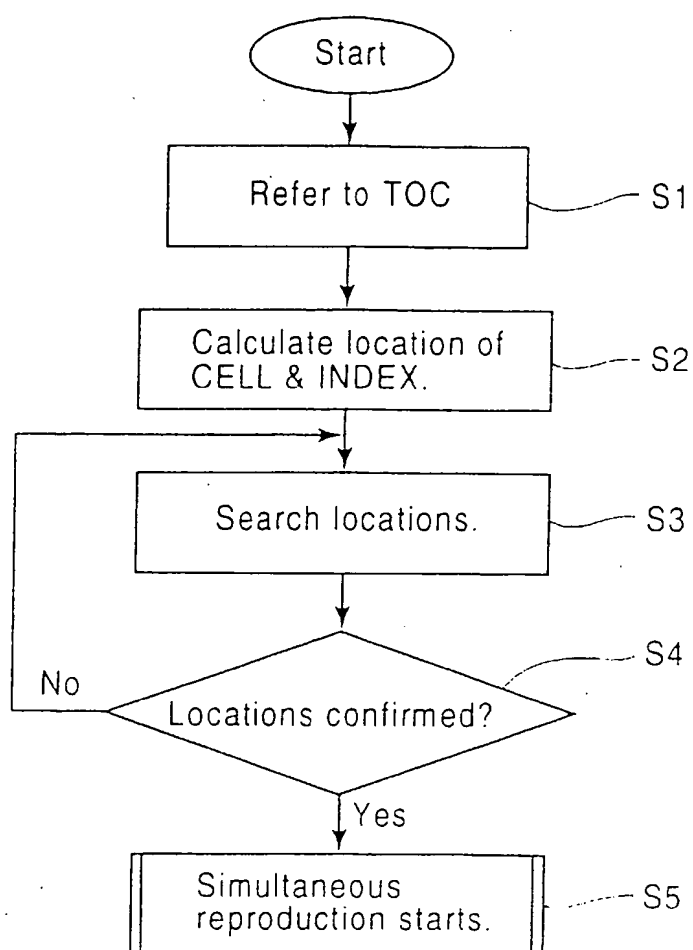 Start
Refer to TOC
S1
Calculate location of
CELL & INDEX.
S2
Search locations.
S3
S4
No
Locations confirmed?
Yes
Simultaneous
reproduction starts.
S5